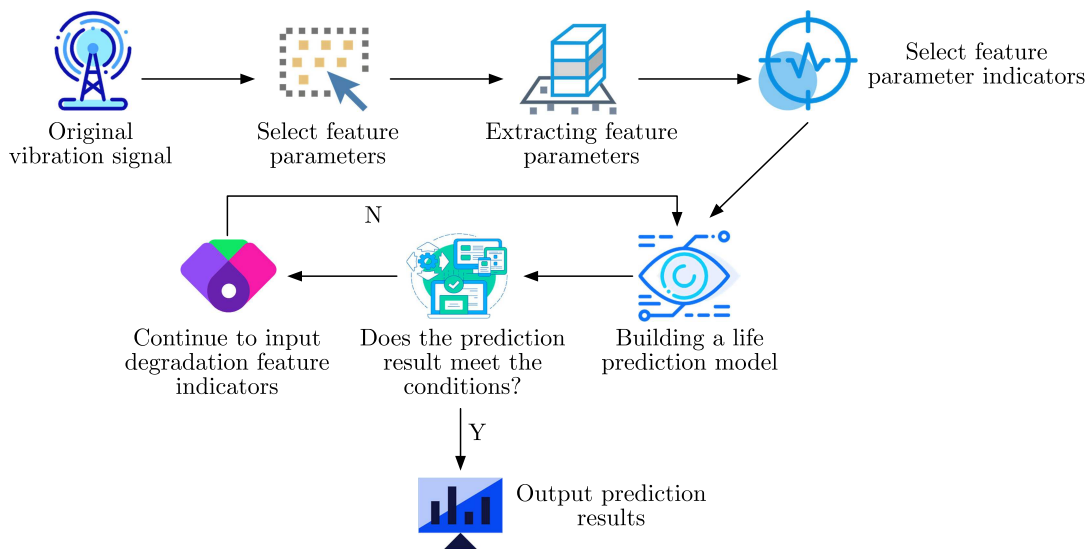 Original
vibration signal
Select feature
parameters
Extracting feature
parameters
Select feature
parameter indicators
N
Continue to input
degradation feature
indicators
Does the prediction
result meet the
conditions?
Building a life
prediction model
Y
Output prediction
results